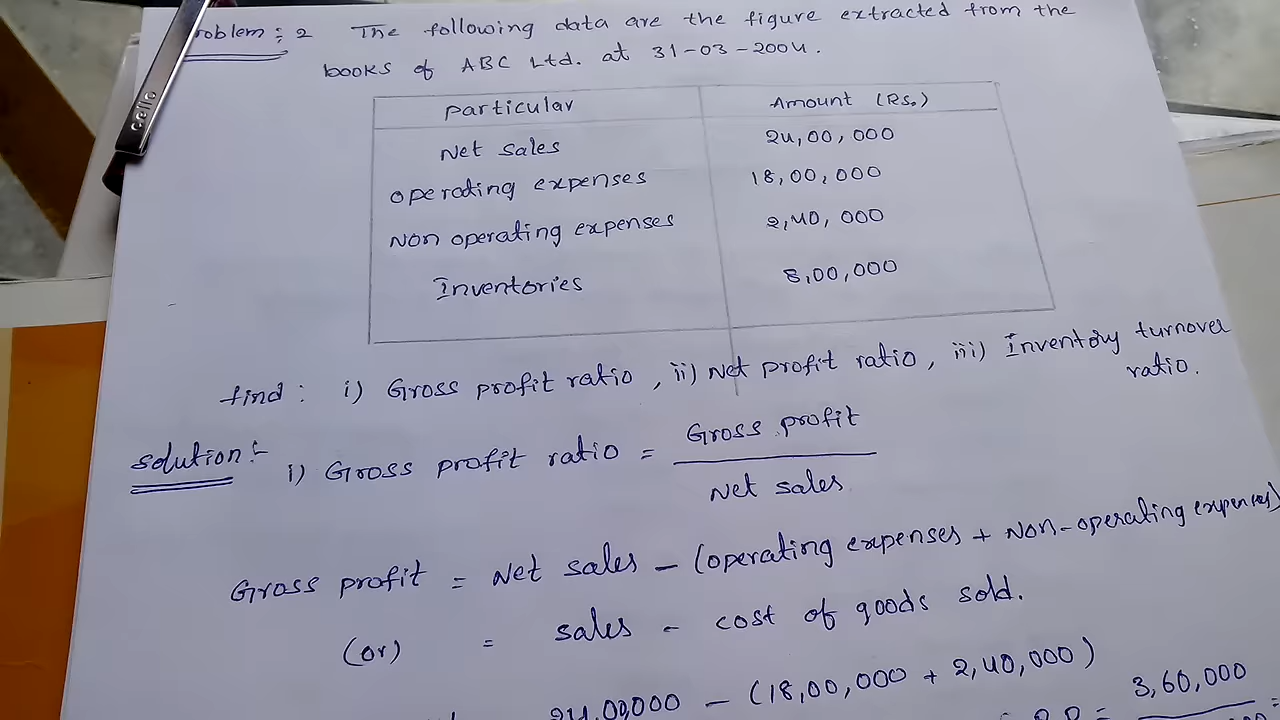 cello
roblem : 2 The following data are the figure extracted from the
books of ABC Ltd. at 31-03-2004.
Particular Amount (Rs.)
Net sales 24,00,000
operating expenses 18,00,000
Non operating expenses 2,40,000
Inventories 8,00,000
find : i) Gross profit ratio , ii) Net profit ratio , iii) Inventory turnover
ratio.
Solution :- i) Gross profit ratio = Gross profit
Net sales
Gross profit = Net sales - (operating expenses + Non-operating expenses)
(or) = sales - cost of goods sold.
24,00,000 - (18,00,000 + 2,40,000)
3,60,000